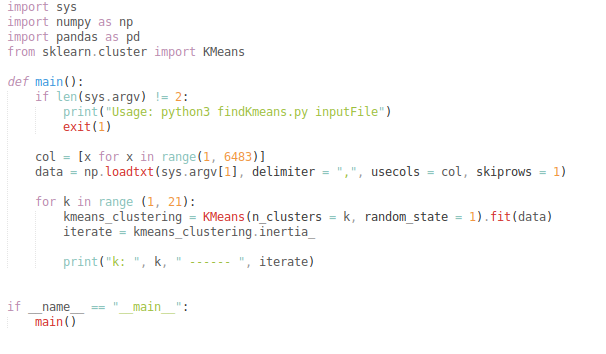 import sys
import numpy as np
import pandas as pd
from sklearn.cluster import KMeans
def main():
if len(sys.argv) != 2:
print("Usage: python3 findKmeans.py inputFile")
exit(1)
col = [x for x in range(1, 6483)]
data = np.loadtxt(sys.argv[1], delimiter = ",", usecols = col, skiprows = 1)
for k in range (1, 21):
kmeans_clustering = KMeans(n_clusters = k, random_state = 1).fit(data)
iterate = kmeans_clustering.inertia_
print("k: ", k, " ------ ", iterate)
if __name__ == "__main__":
main()